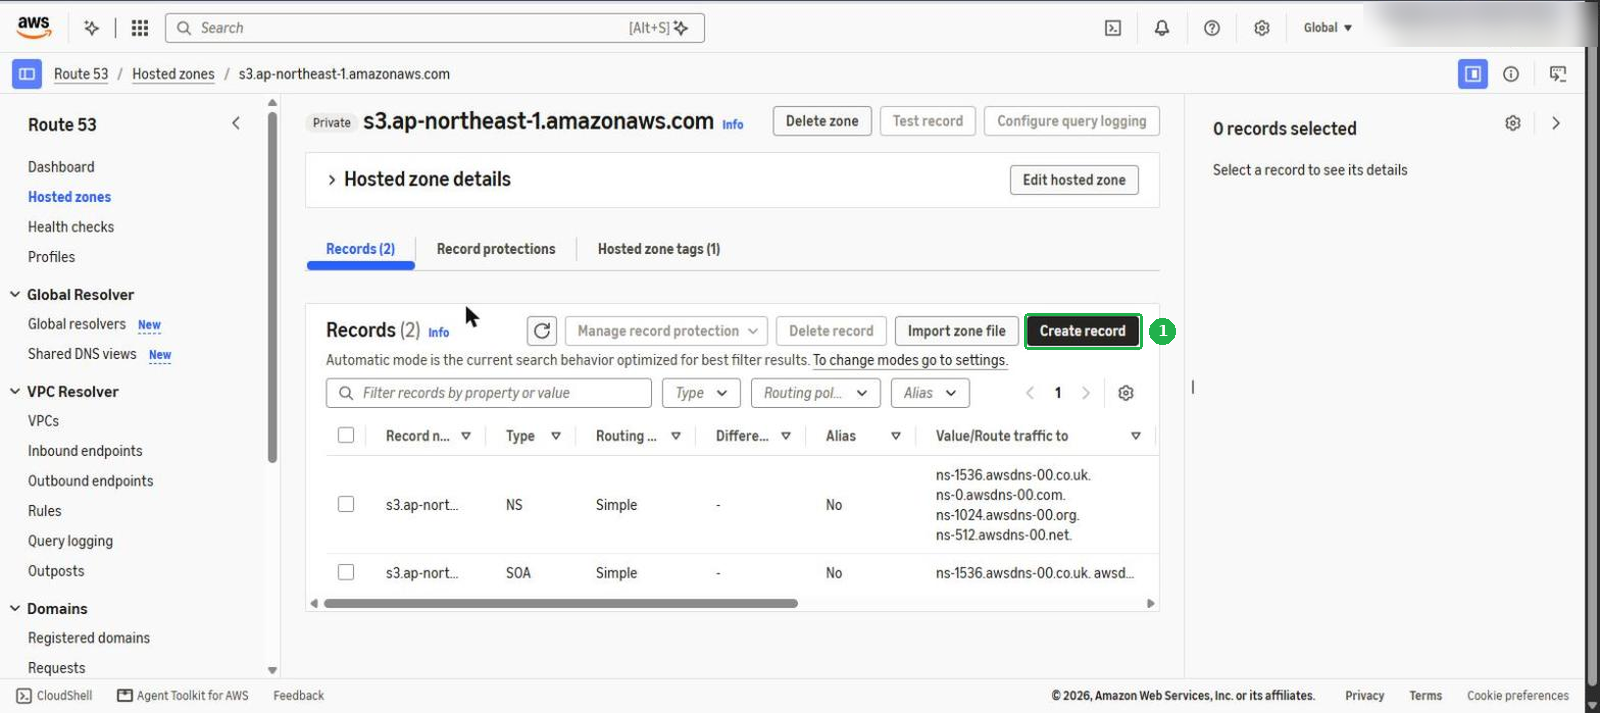 aws
Search [Alt+S]
Global
Route 53 / Hosted zones / s3.ap-northeast-1.amazonaws.com
Route 53
Dashboard
Hosted zones
Health checks
Profiles
Global Resolver
Global resolvers New
Shared DNS views New
VPC Resolver
VPCs
Inbound endpoints
Outbound endpoints
Rules
Query logging
Outposts
Domains
Registered domains
Requests
Private s3.ap-northeast-1.amazonaws.com Info Delete zone Test record Configure query logging
Hosted zone details Edit hosted zone
Records (2) Record protections Hosted zone tags (1)
Records (2) Info Manage record protection Delete record Import zone file Create record 1
Automatic mode is the current search behavior optimized for best filter results. To change modes go to settings.
Filter records by property or value Type Routing pol... Alias 1
Record n... Type Routing ... Differe... Alias Value/Route traffic to
s3.ap-nort... NS Simple - No
ns-1536.awsdns-00.co.uk.
ns-0.awsdns-00.com.
ns-1024.awsdns-00.org.
ns-512.awsdns-00.net.
s3.ap-nort... SOA Simple - No ns-1536.awsdns-00.co.uk. awsd...
0 records selected
Select a record to see its details
CloudShell Agent Toolkit for AWS Feedback © 2026, Amazon Web Services, Inc. or its affiliates. Privacy Terms Cookie preferences